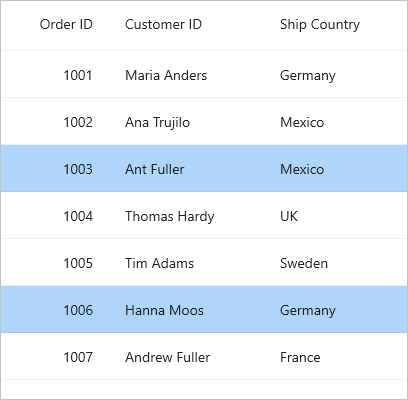 Order ID Customer ID Ship Country
1001 Maria Anders Germany
1002 Ana Trujilo Mexico
1003 Ant Fuller Mexico
1004 Thomas Hardy UK
1005 Tim Adams Sweden
1006 Hanna Moos Germany
1007 Andrew Fuller France